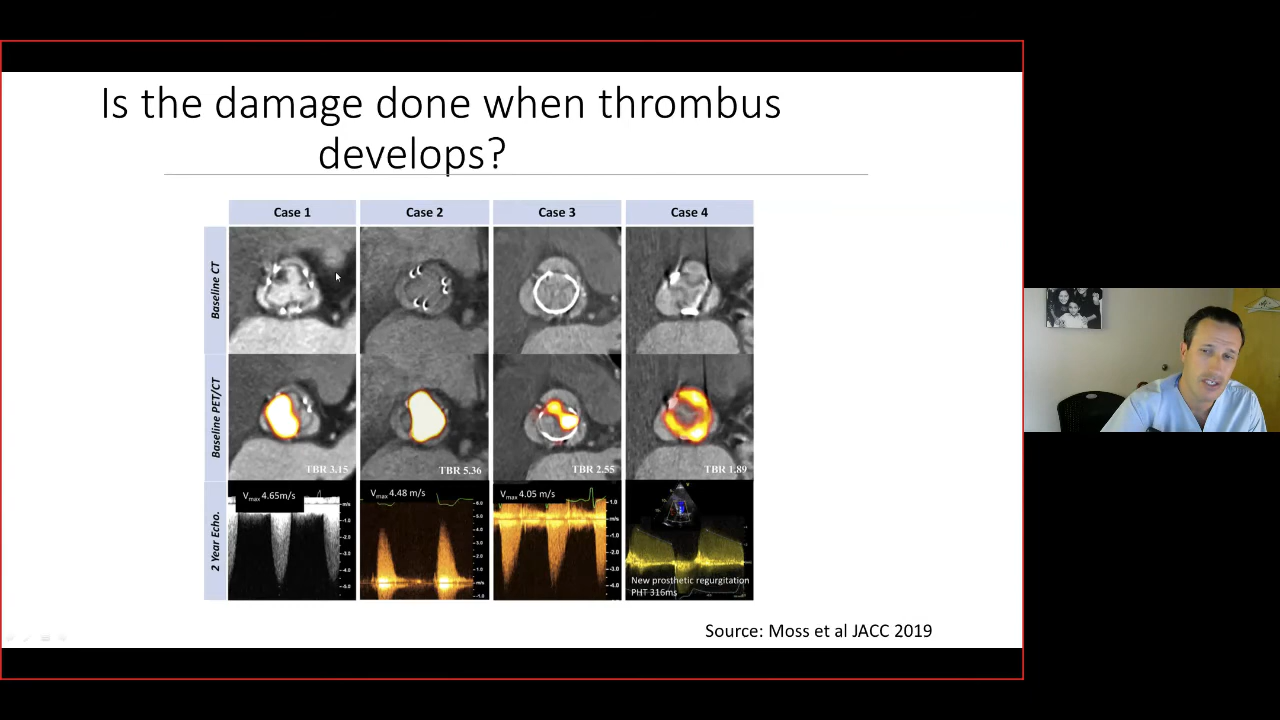 Is the damage done when thrombus
develops?
Case 1 Case 2 Case 3 Case 4
Baseline CT
Baseline PET/CT
TBR 3.15 TBR 5.36 TBR 2.55 TBR 1.89
2 Year Echo.
Vmax 4.65m/s Vmax 4.48 m/s Vmax 4.05 m/s
New prosthetic regurgitation
PHT 316ms
Source: Moss et al JACC 2019